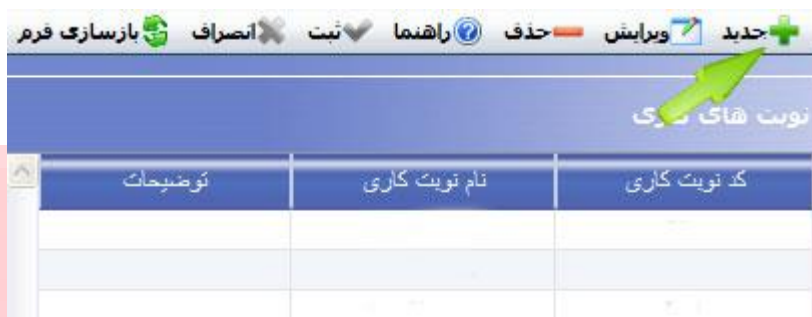 جدید ویرایش حذف راهنما ثبت انصراف بازسازی فرم
نوبت های کاری
کد نوبت کاری نام نوبت کاری توضیحات